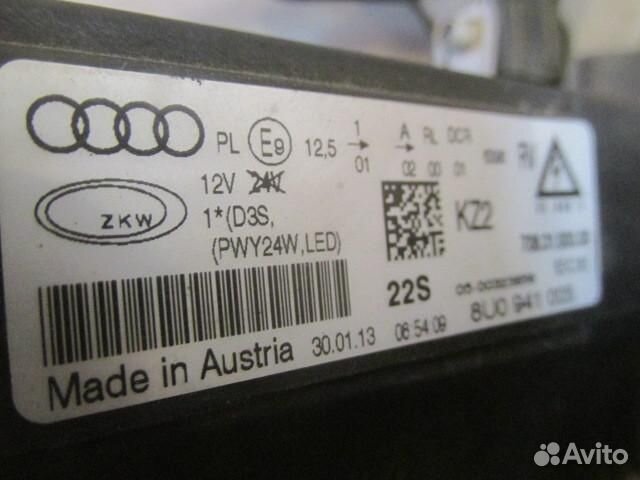 PL E9 12,5 1 A RL DCR
01 02 00 01
12V 24V
ZKW 1*(D3S, KZ2
(PWY24W,LED)
22S
Made in Austria 30.01.13 06 54 09 8U0 941 005
Avito